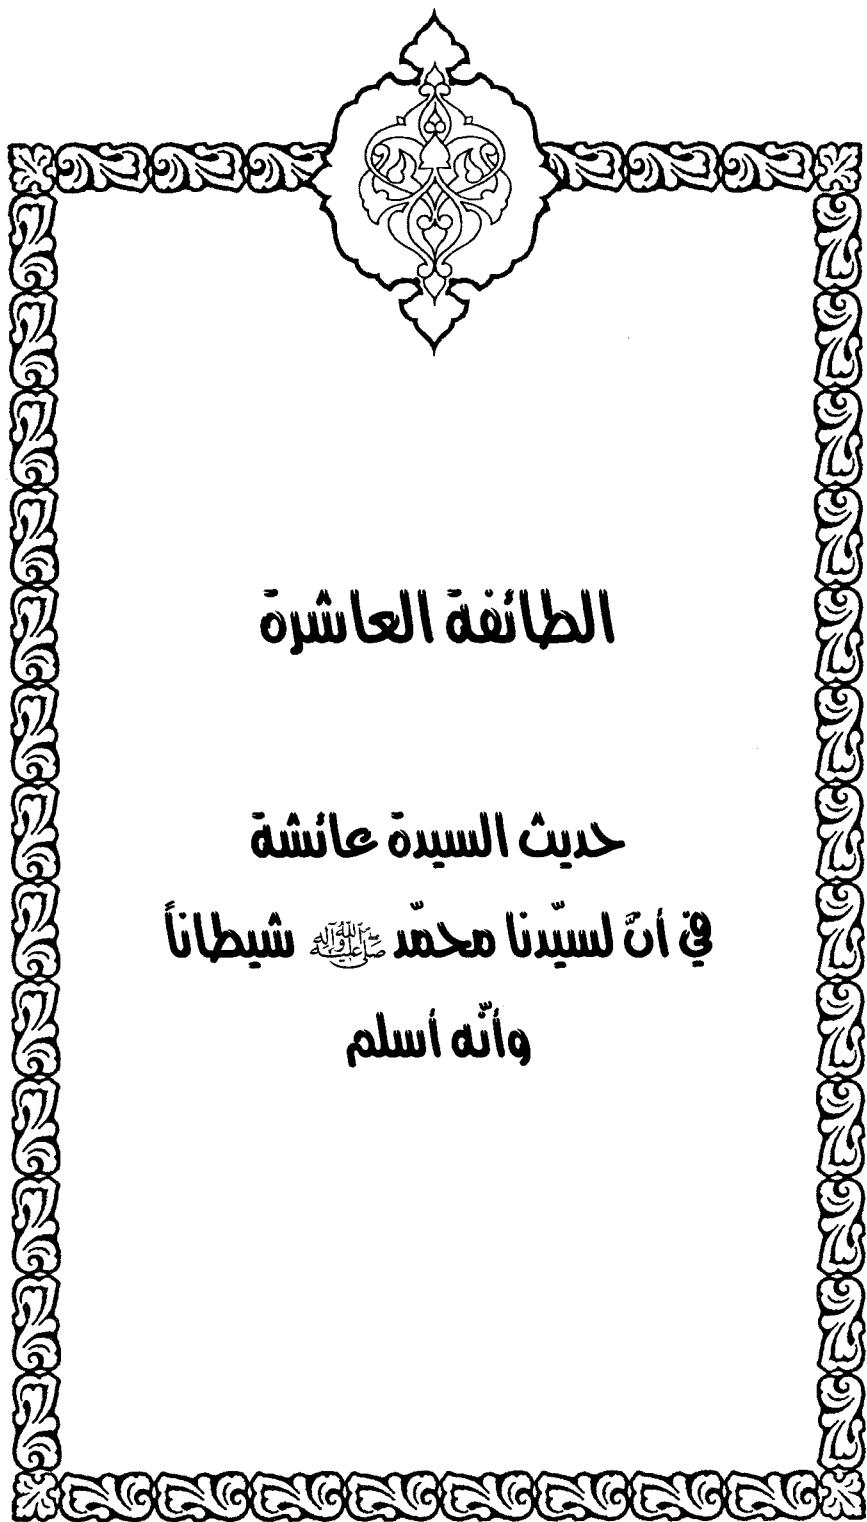 الطائفة العاشرة
حديث السيدة عائشة
في أنَّ لسيّدنا محمّد صلى الله عليه وآله شيطاناً
وأنّه أسلم